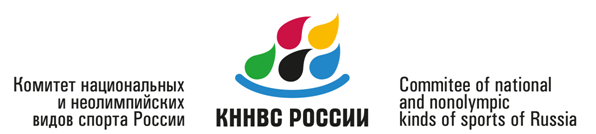 Комитет национальных
и неолимпийских
видов спорта России
КННВС РОССИИ
Commitee of national
and nonolympic
kinds of sports of Russia